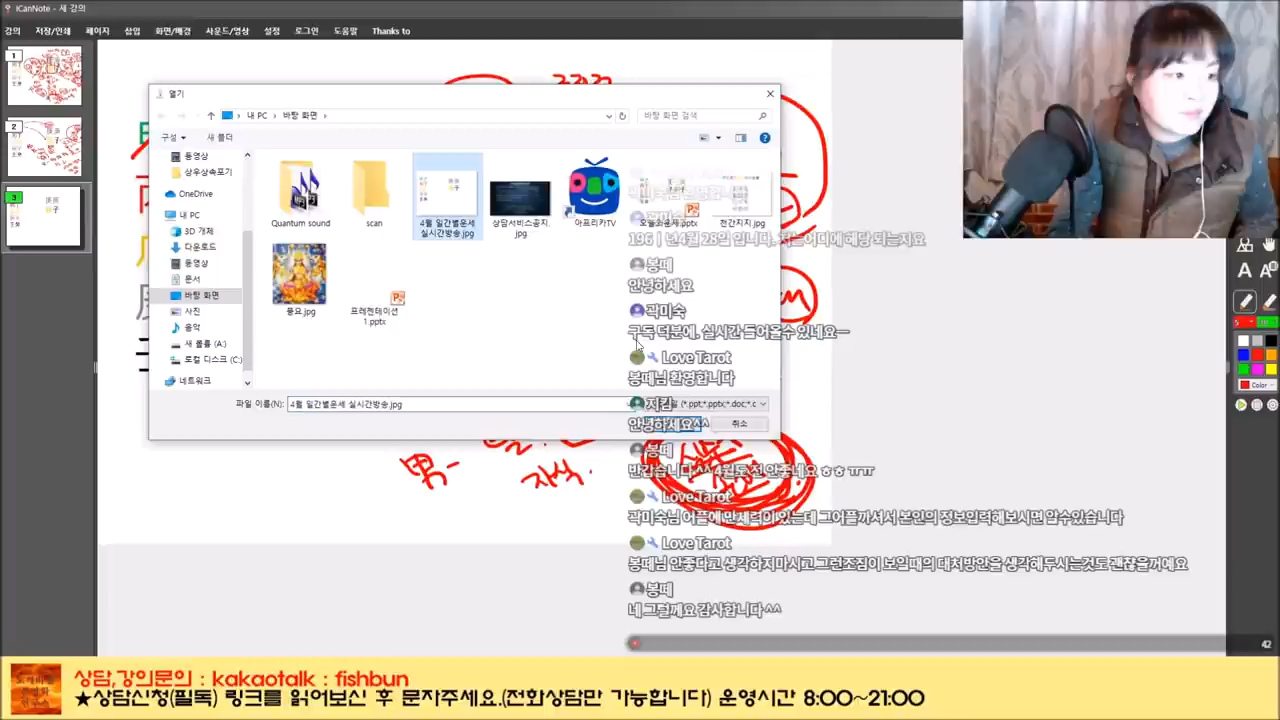 ICanNote - 새 강의
강의 저장/인쇄 페이지 삽입 화면/배경 사운드/영상 설정 로그인 도움말 Thanks to
1
2
3
열기
내 PC > 바탕 화면 >
바탕 화면 검색
구성 새 폴더
동영상
상우상속포기
OneDrive
내 PC
3D 개체
다운로드
동영상
문서
바탕 화면
사진
음악
새 볼륨 (A:)
로컬 디스크 (C:)
네트워크
Quantum sound
scan
4월 일간별운세 실시간방송.jpg
상담서비스공지.jpg
아프리카TV
천간지지.jpg
풍요.jpg
프레젠테이션1.pptx
파일 이름(N):
4월 일간별운세 실시간방송.jpg
(*.ppt;*.pptx;*.doc;*.c
취소
男-
자식.
196 | 년4월 28일 입니다. 저는어디에 해당 되는지요
봉떼
안녕하세요
곽미숙
구독 덕분에, 실시간 들어올수 있네요~
Love Tarot
봉떼님 환영합니다
지킴
안녕하세요^^
봉떼
반갑습니다^^ 4월도 전 안좋네요 ㅎㅎ ㅠㅠ
Love Tarot
곽미숙님 어플에 만세력이 있는데 그어플까셔서 본인의 정보입력해보시면 알수있습니다
Love Tarot
봉떼님 안좋다고 생각하지마시고 그런조짐이 보일때의 대처방안을 생각해두시는것도 괜찮을꺼에요
봉떼
네 그럴께요 감사합니다^^
Color
42
상담,강의문의 : kakaotalk : fishbun
★상담신청(필독) 링크를 읽어보신 후 문자주세요.(전화상담만 가능합니다) 운영시간 8:00~21:00